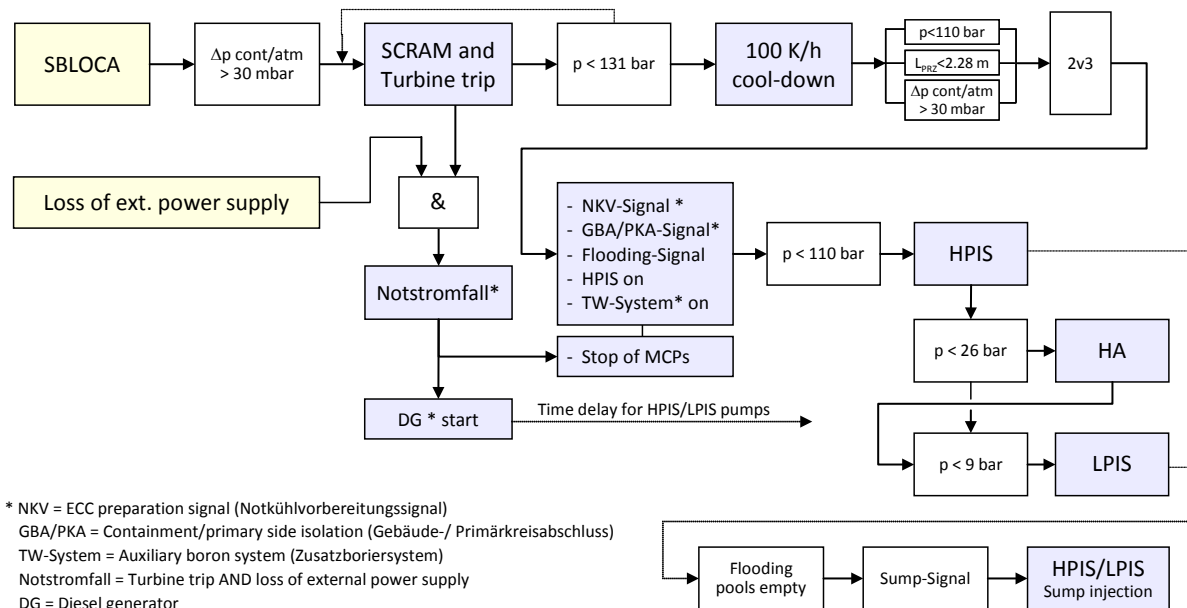 SBLOCA
Δp cont/atm
> 30 mbar
SCRAM and
Turbine trip
p < 131 bar
100 K/h
cool-down
p<110 bar
L_PRZ<2.28 m
Δp cont/atm
> 30 mbar
2v3
Loss of ext. power supply
&
- NKV-Signal *
- GBA/PKA-Signal*
- Flooding-Signal
- HPIS on
- TW-System* on
- Stop of MCPs
p < 110 bar
HPIS
Notstromfall*
p < 26 bar
HA
DG * start
Time delay for HPIS/LPIS pumps
p < 9 bar
LPIS
* NKV = ECC preparation signal (Notkühlvorbereitungssignal)
GBA/PKA = Containment/primary side isolation (Gebäude-/ Primärkreisabschluss)
TW-System = Auxiliary boron system (Zusatzboriersystem)
Notstromfall = Turbine trip AND loss of external power supply
DG = Diesel generator
Flooding
pools empty
Sump-Signal
HPIS/LPIS
Sump injection